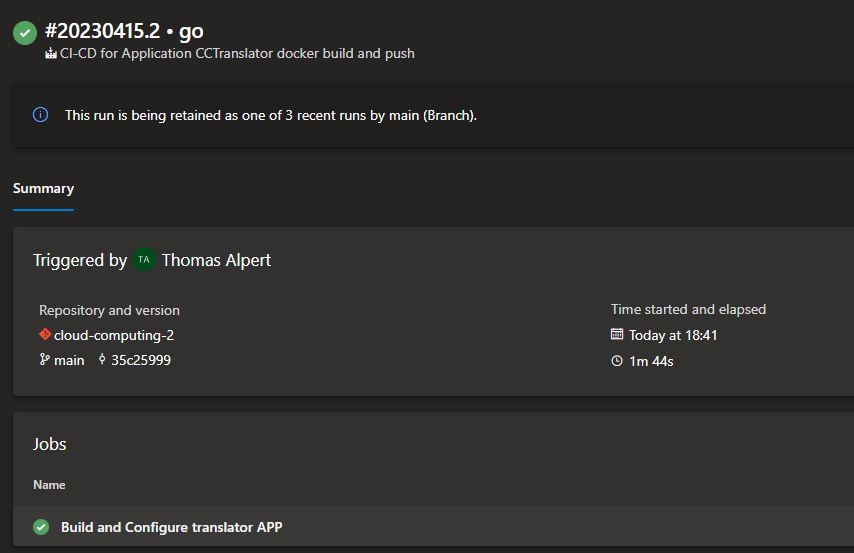 #20230415.2 • go
CI-CD for Application CCTranslator docker build and push
This run is being retained as one of 3 recent runs by main (Branch).
Summary
Triggered by TA Thomas Alpert
Repository and version
cloud-computing-2
main 35c25999
Time started and elapsed
Today at 18:41
1m 44s
Jobs
Name
Build and Configure translator APP